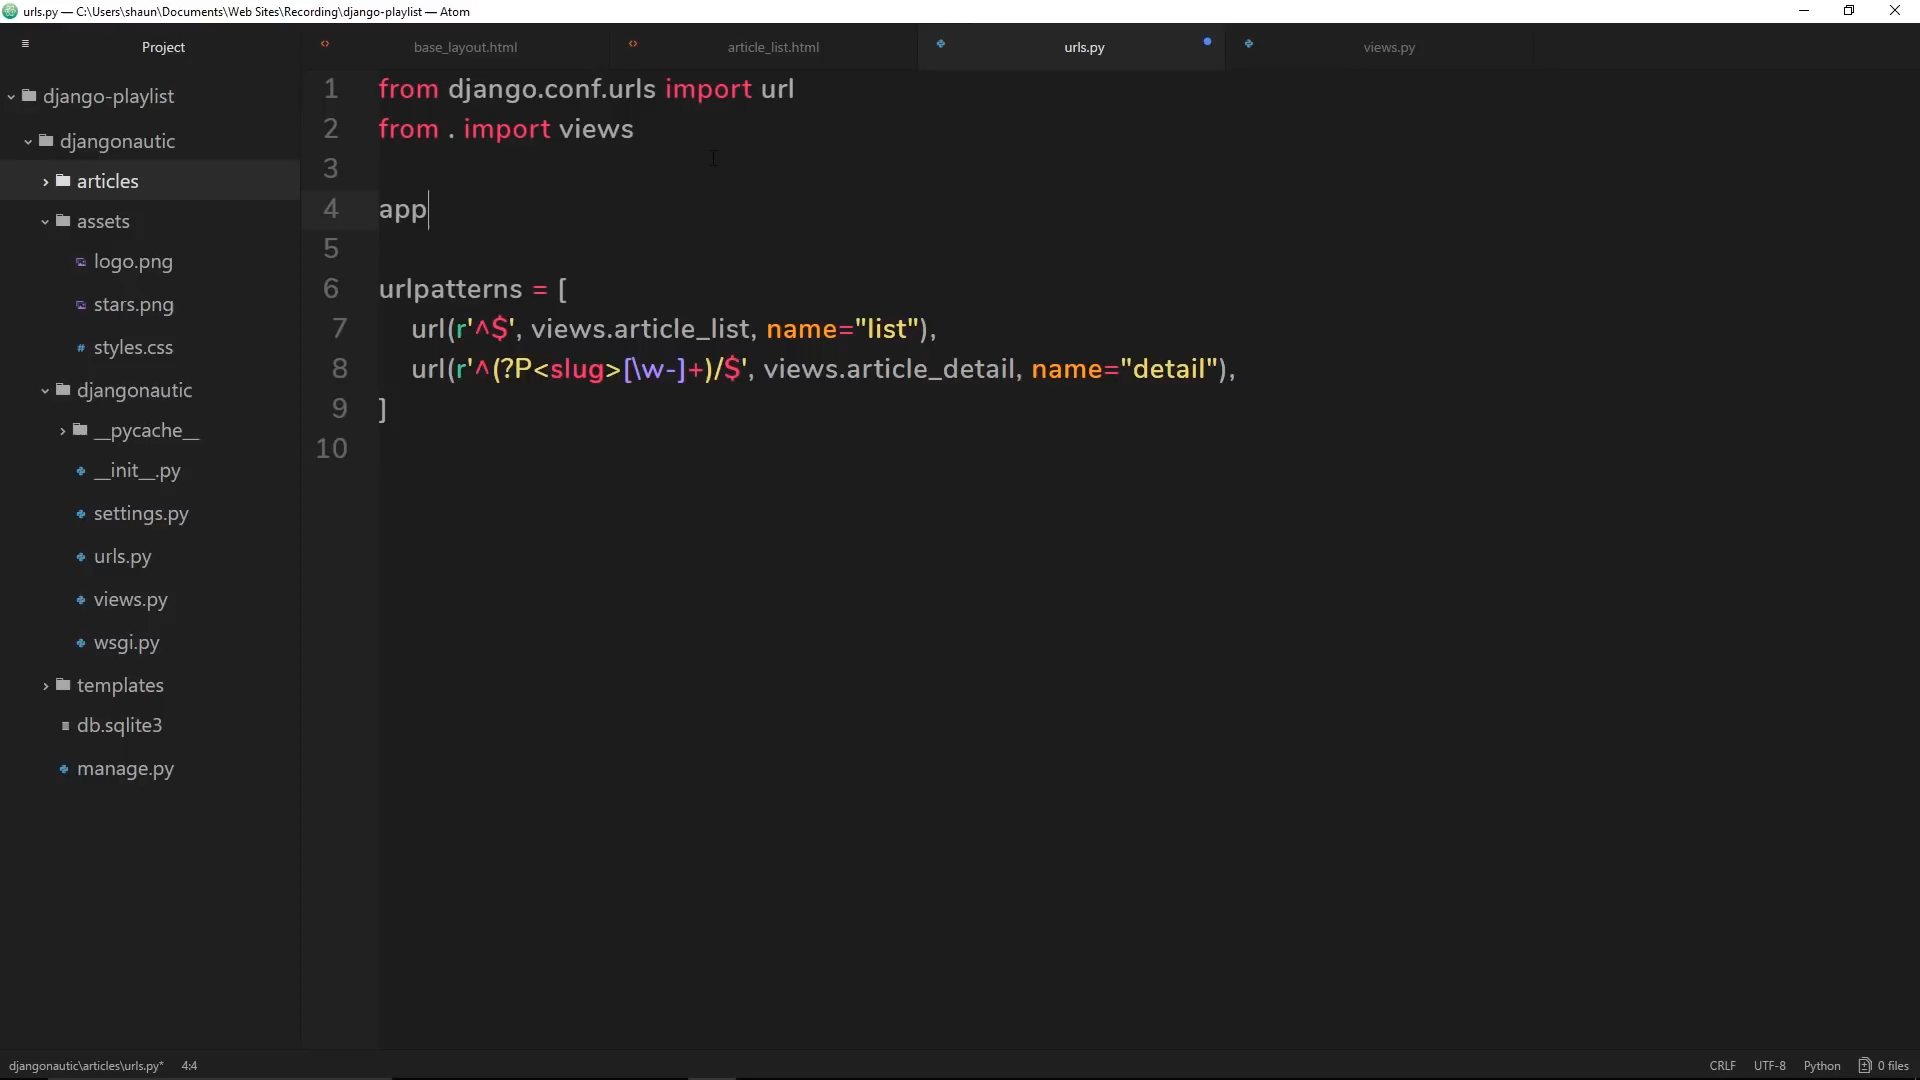 urls.py — C:\Users\shaun\Documents\Web Sites\Recording\django-playlist — Atom
Project
base_layout.html
article_list.html
urls.py
views.py
django-playlist
djangonautic
articles
assets
logo.png
stars.png
styles.css
djangonautic
__pycache__
__init__.py
settings.py
urls.py
views.py
wsgi.py
templates
db.sqlite3
manage.py
1 from django.conf.urls import url
2 from . import views
3
4 app
5
6 urlpatterns = [
7 url(r'^$', views.article_list, name="list"),
8 url(r'^(?P<slug>[\w-]+)/$', views.article_detail, name="detail"),
9 ]
10
djangonautic\articles\urls.py* 4:4
CRLF UTF-8 Python 0 files